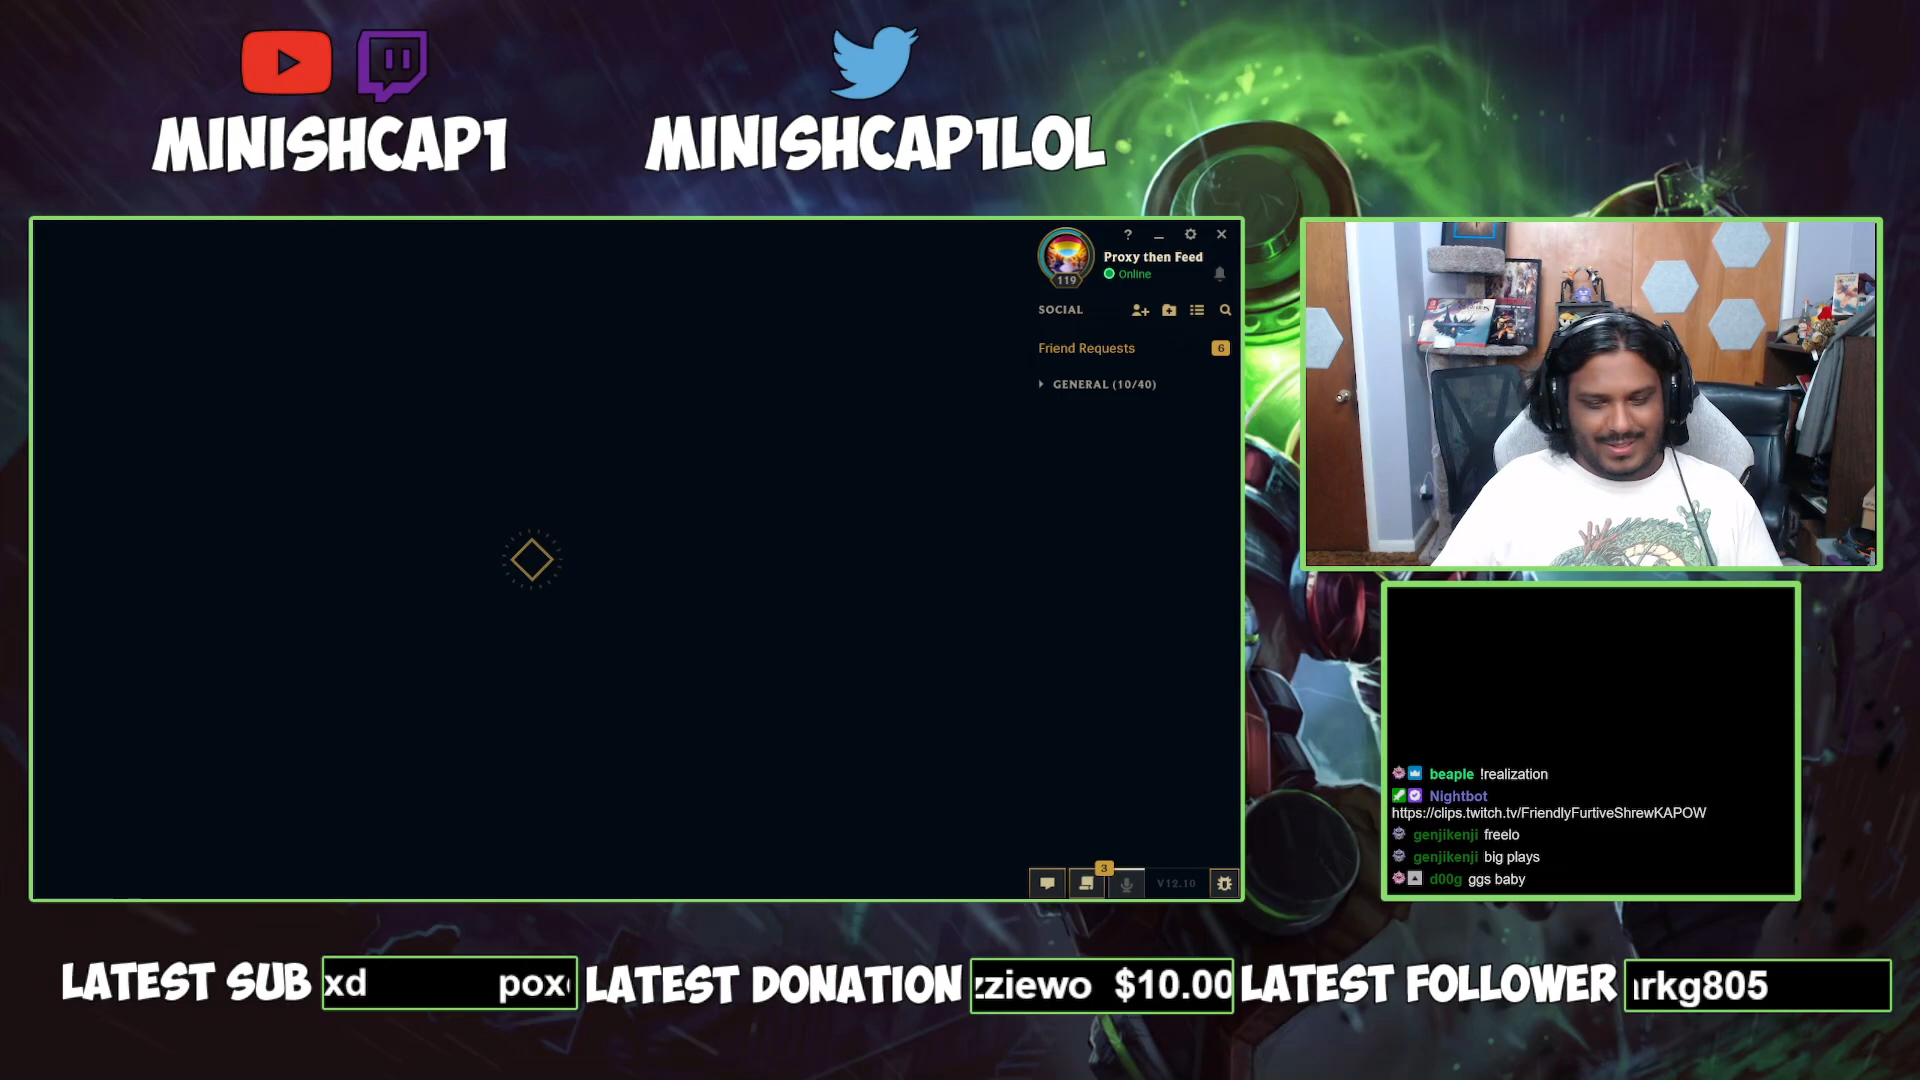 MINISHCAP1
MINISHCAP1LOL
?
Proxy then Feed
Online
119
SOCIAL
Friend Requests
6
GENERAL (10/40)
3
V12.10
beaple !realization
Nightbot
https://clips.twitch.tv/FriendlyFurtiveShrewKAPOW
genjikenji freelo
genjikenji big plays
d00g ggs baby
LATEST SUB xd pox
LATEST DONATION zziewo $10.00
LATEST FOLLOWER arkg805